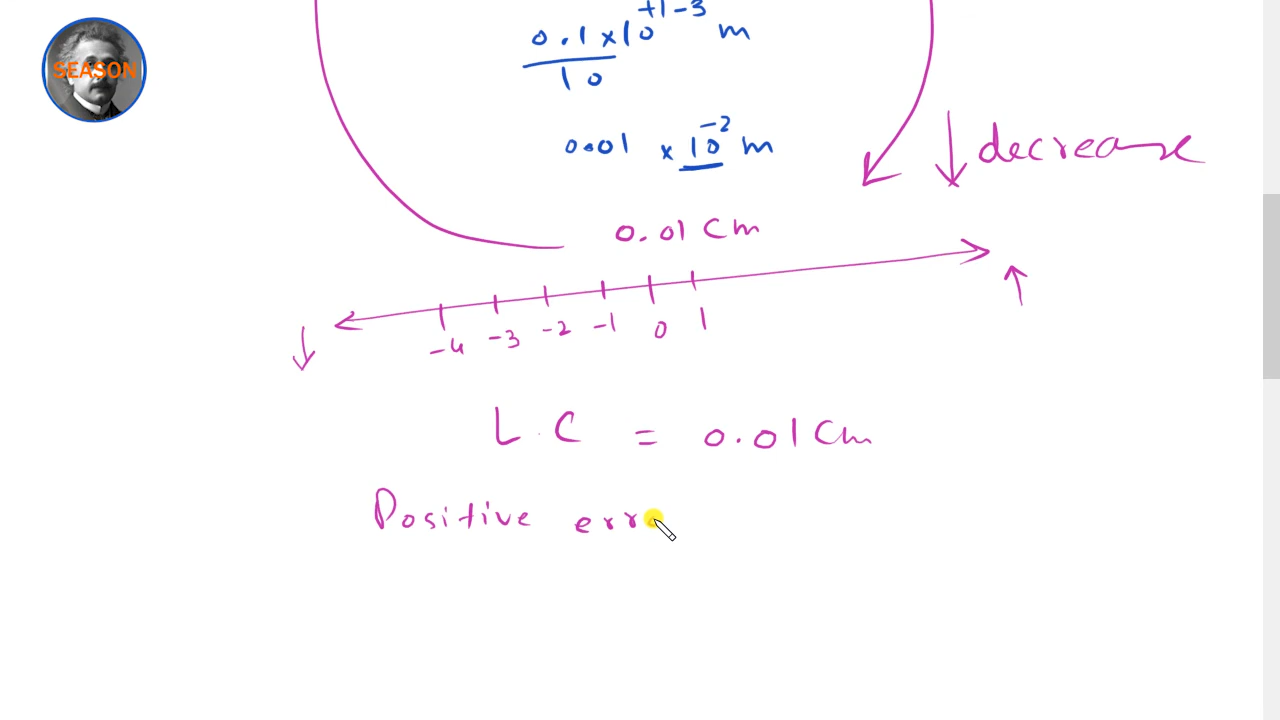 SEASON
0.1 × 10^{+1-3} m
10
0.01 × 10^{-2} m
decrease
0.01 cm
-4 -3 -2 -1 0 1
L.C = 0.01 cm
Positive erro